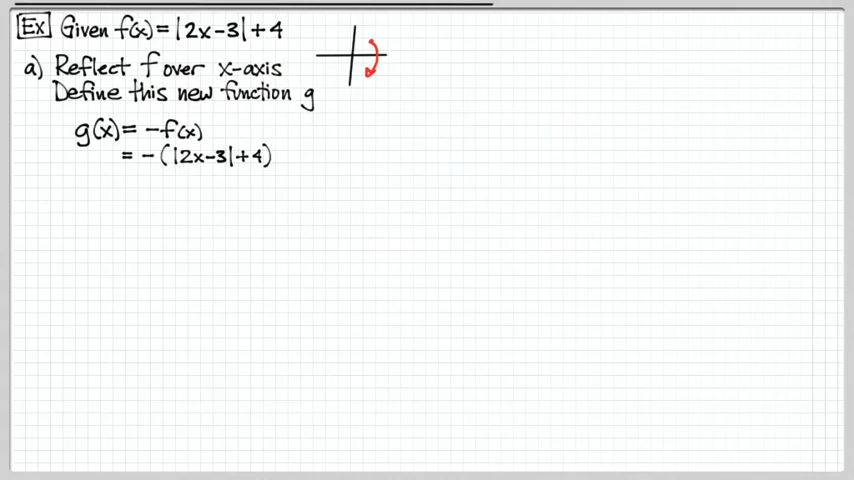 Ex Given f(x) = |2x-3| + 4
a) Reflect f over x-axis
Define this new function g
g(x) = -f(x)
= -(|2x-3|+4)